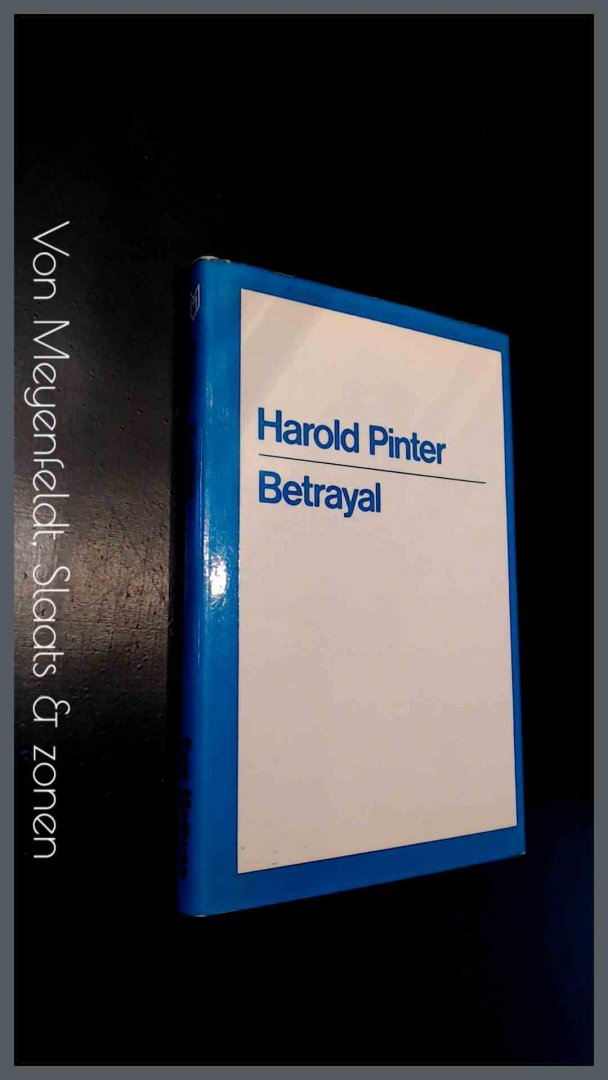 Von Meyenfeldt, Slaats & zonen
Harold Pinter
Betrayal